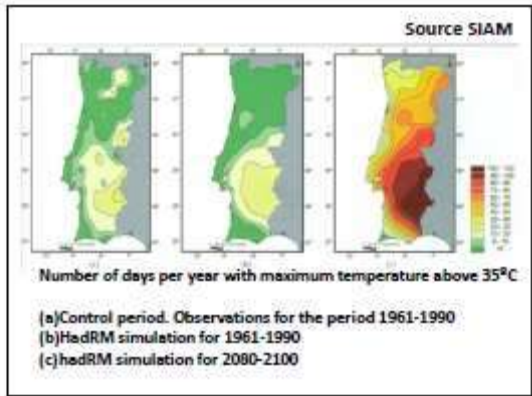 Source SIAM
Number of days per year with maximum temperature above 35ºC
(a)Control period. Observations for the period 1961-1990
(b)HadRM simulation for 1961-1990
(c)hadRM simulation for 2080-2100